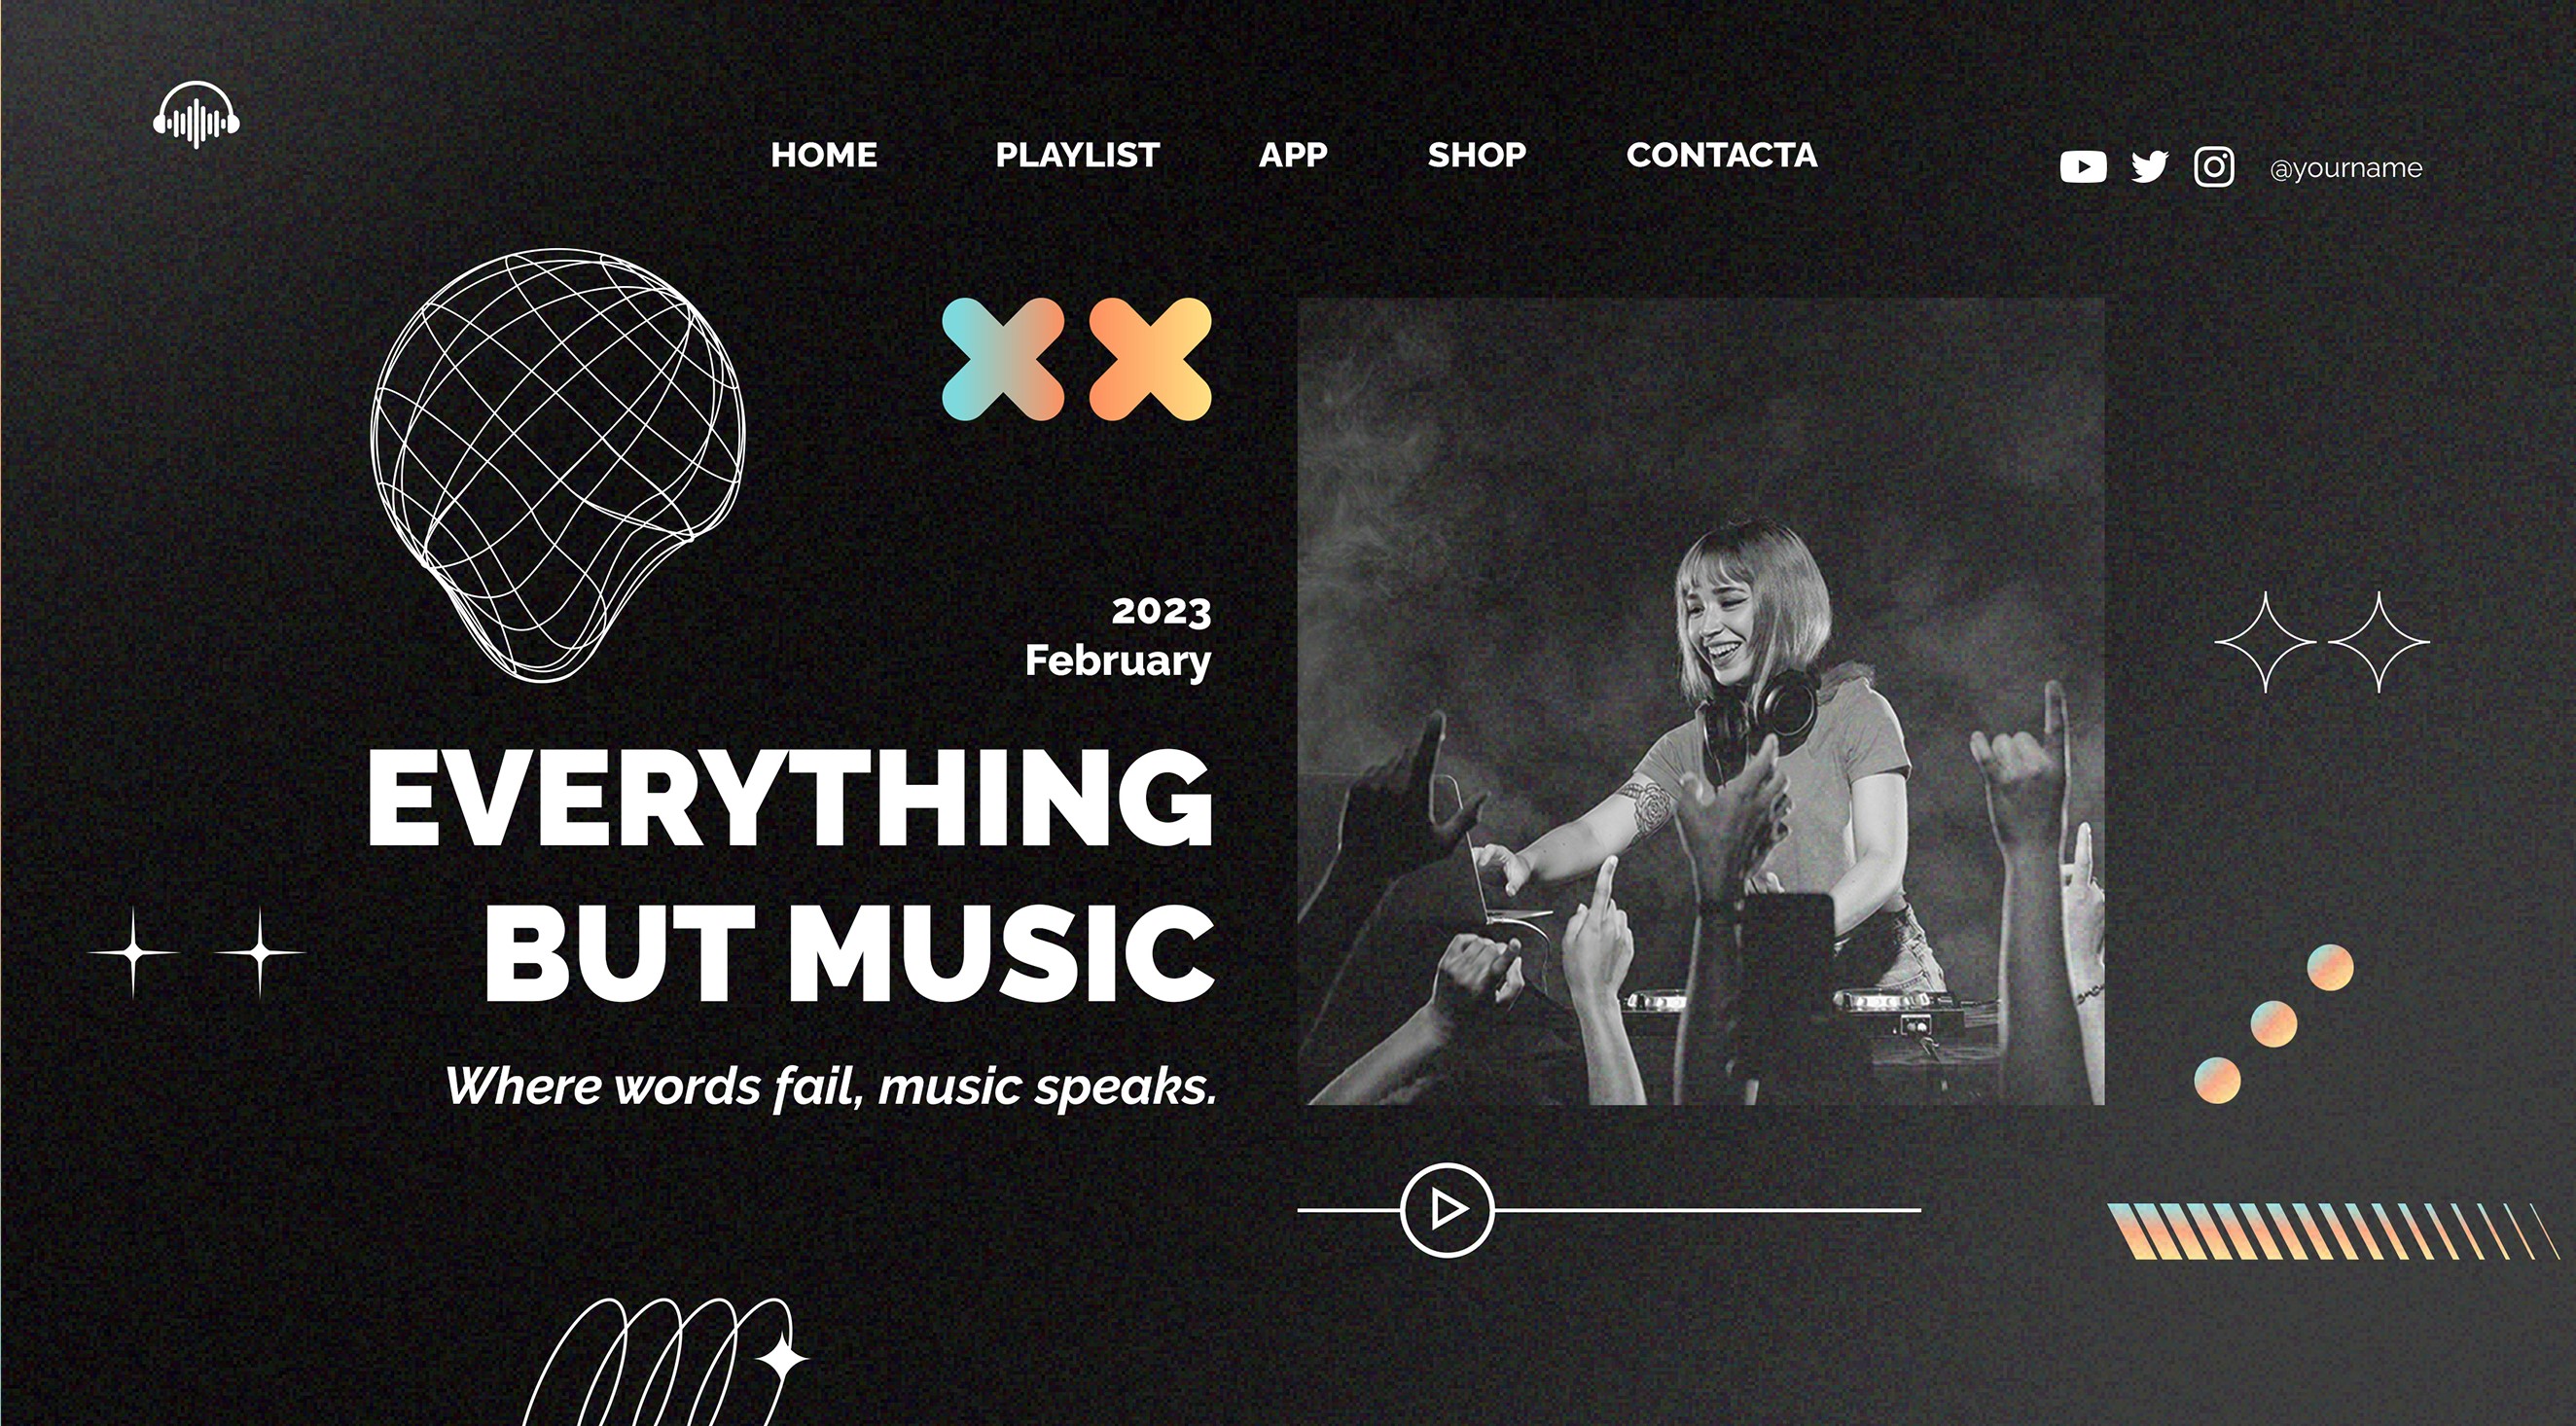 HOME PLAYLIST APP SHOP CONTACTA
@yourname
2023
February
EVERYTHING
BUT MUSIC
Where words fail, music speaks.